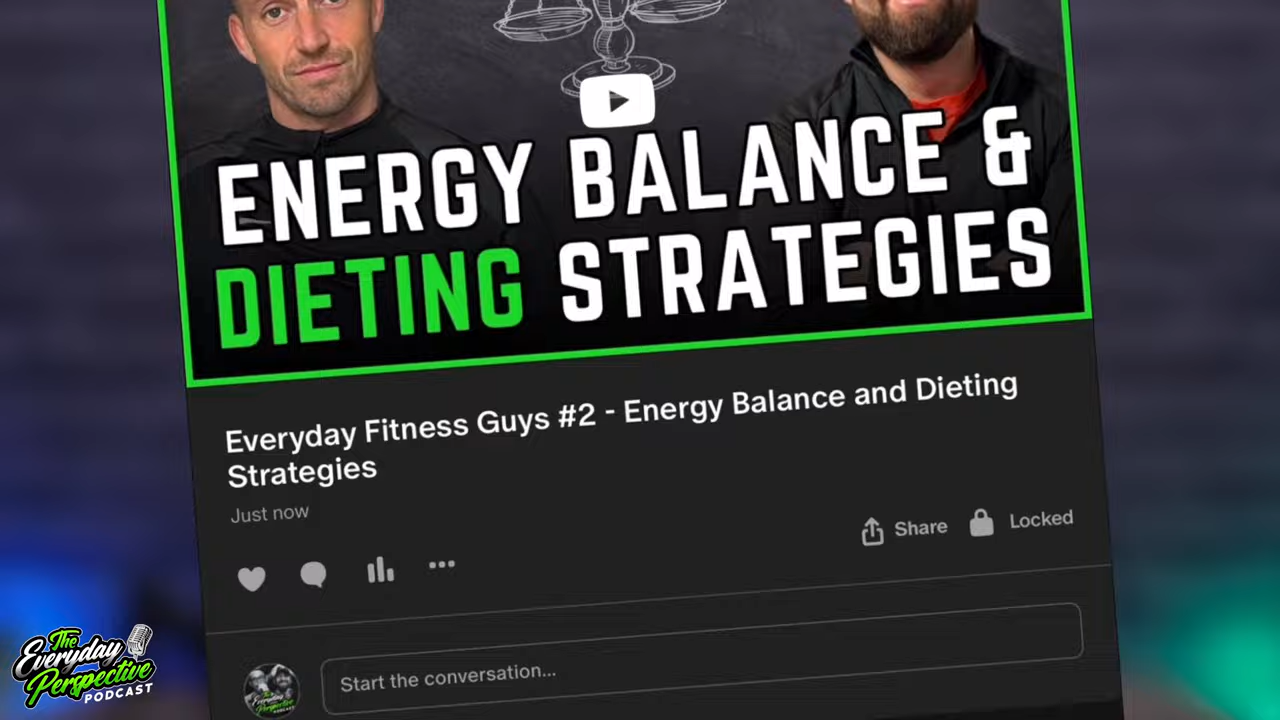 ENERGY BALANCE &
DIETING STRATEGIES
Everyday Fitness Guys #2 - Energy Balance and Dieting
Strategies
Just now
Share
Locked
Start the conversation...
The
Everyday
Perspective
PODCAST